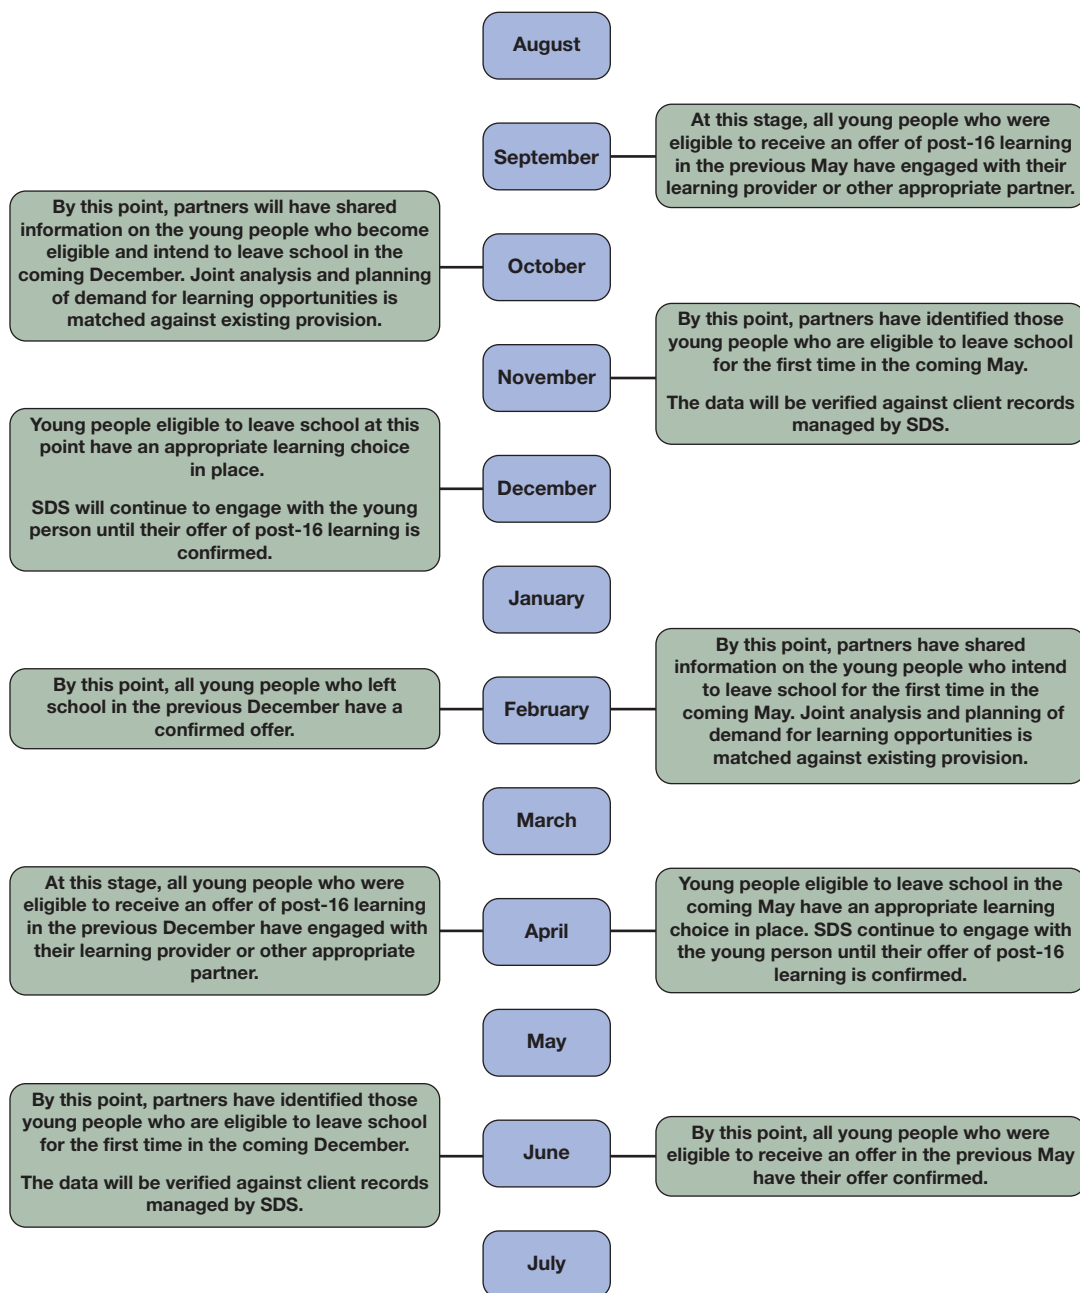 August
September
At this stage, all young people who were
eligible to receive an offer of post-16 learning
in the previous May have engaged with their
learning provider or other appropriate partner.
By this point, partners will have shared
information on the young people who become
eligible and intend to leave school in the
coming December. Joint analysis and planning
of demand for learning opportunities is
matched against existing provision.
October
November
By this point, partners have identified those
young people who are eligible to leave school
for the first time in the coming May.
The data will be verified against client records
managed by SDS.
Young people eligible to leave school at this
point have an appropriate learning choice
in place.
SDS will continue to engage with the young
person until their offer of post-16 learning is
confirmed.
December
January
By this point, all young people who left
school in the previous December have a
confirmed offer.
February
By this point, partners have shared
information on the young people who intend
to leave school for the first time in the
coming May. Joint analysis and planning of
demand for learning opportunities is
matched against existing provision.
March
At this stage, all young people who were
eligible to receive an offer of post-16 learning
in the previous December have engaged with
their learning provider or other appropriate
partner.
April
Young people eligible to leave school in the
coming May have an appropriate learning
choice in place. SDS continue to engage with
the young person until their offer of post-16
learning is confirmed.
May
By this point, partners have identified those
young people who are eligible to leave school
for the first time in the coming December.
The data will be verified against client records
managed by SDS.
June
By this point, all young people who were
eligible to receive an offer in the previous May
have their offer confirmed.
July